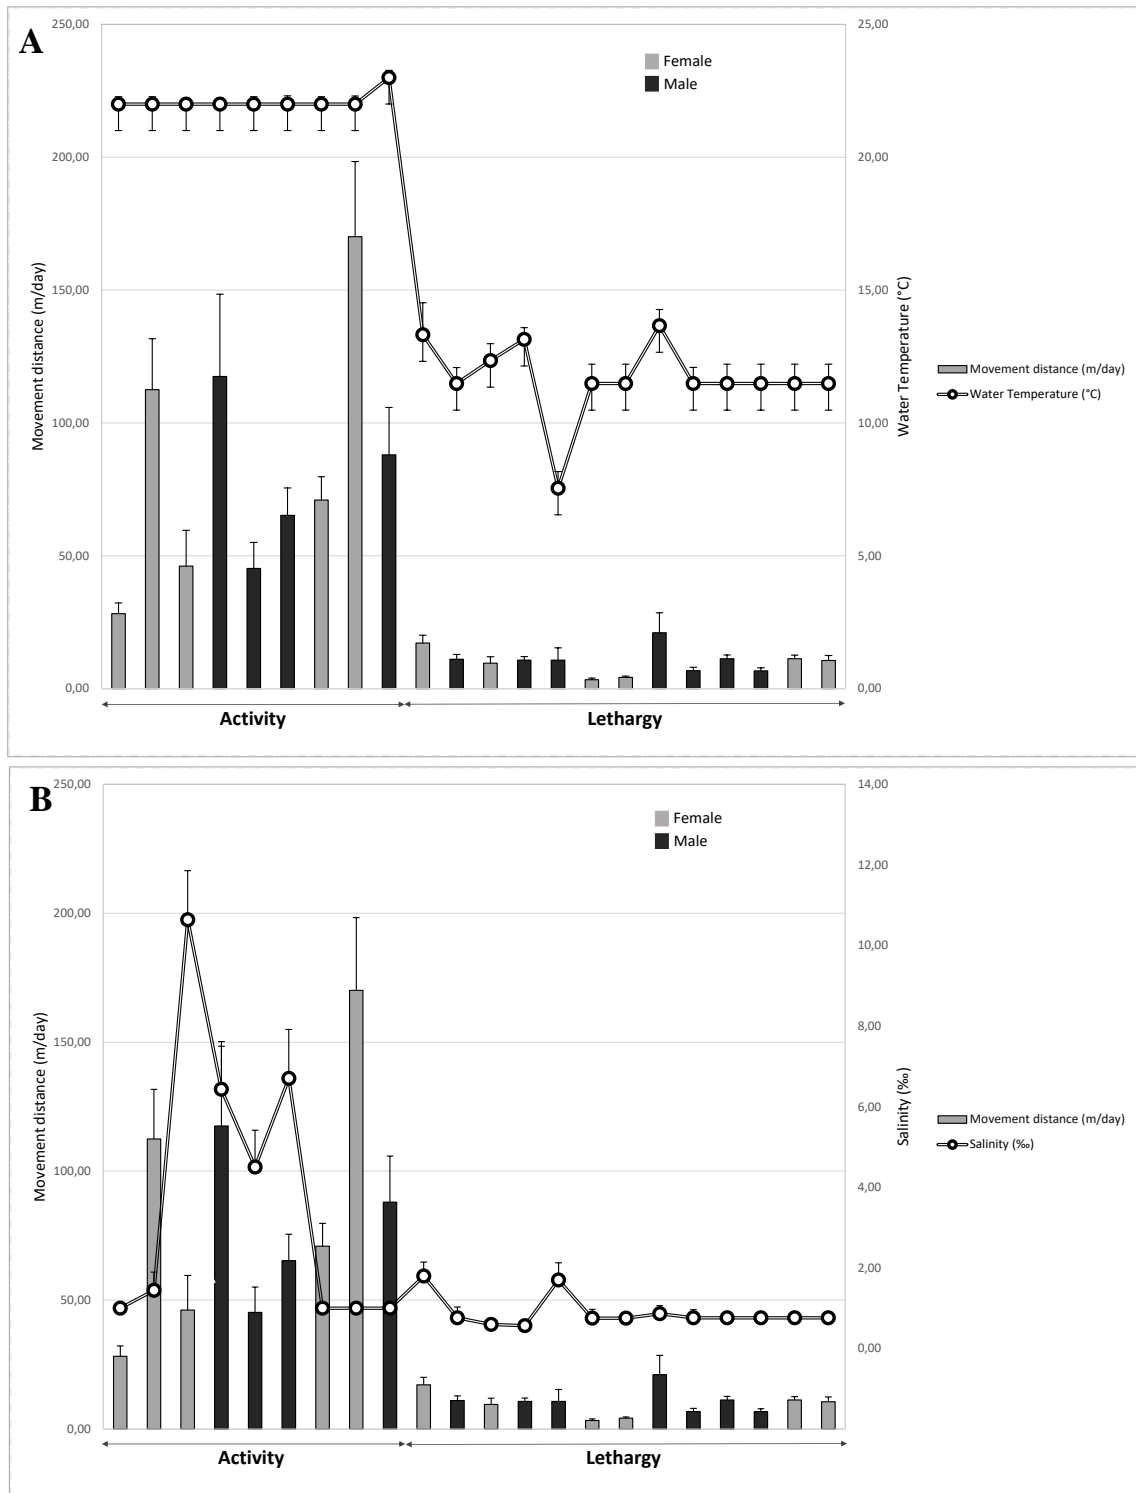 A
250,00
200,00
150,00
100,00
50,00
0,00
Movement distance (m/day)
Female
Male
25,00
20,00
15,00
10,00
5,00
0,00
Water Temperature (°C)
Movement distance (m/day)
Water Temperature (°C)
Activity
Lethargy
B
250,00
200,00
150,00
100,00
50,00
0,00
Movement distance (m/day)
Female
Male
14,00
12,00
10,00
8,00
6,00
4,00
2,00
0,00
Salinity (‰)
Movement distance (m/day)
Salinity (‰)
Activity
Lethargy